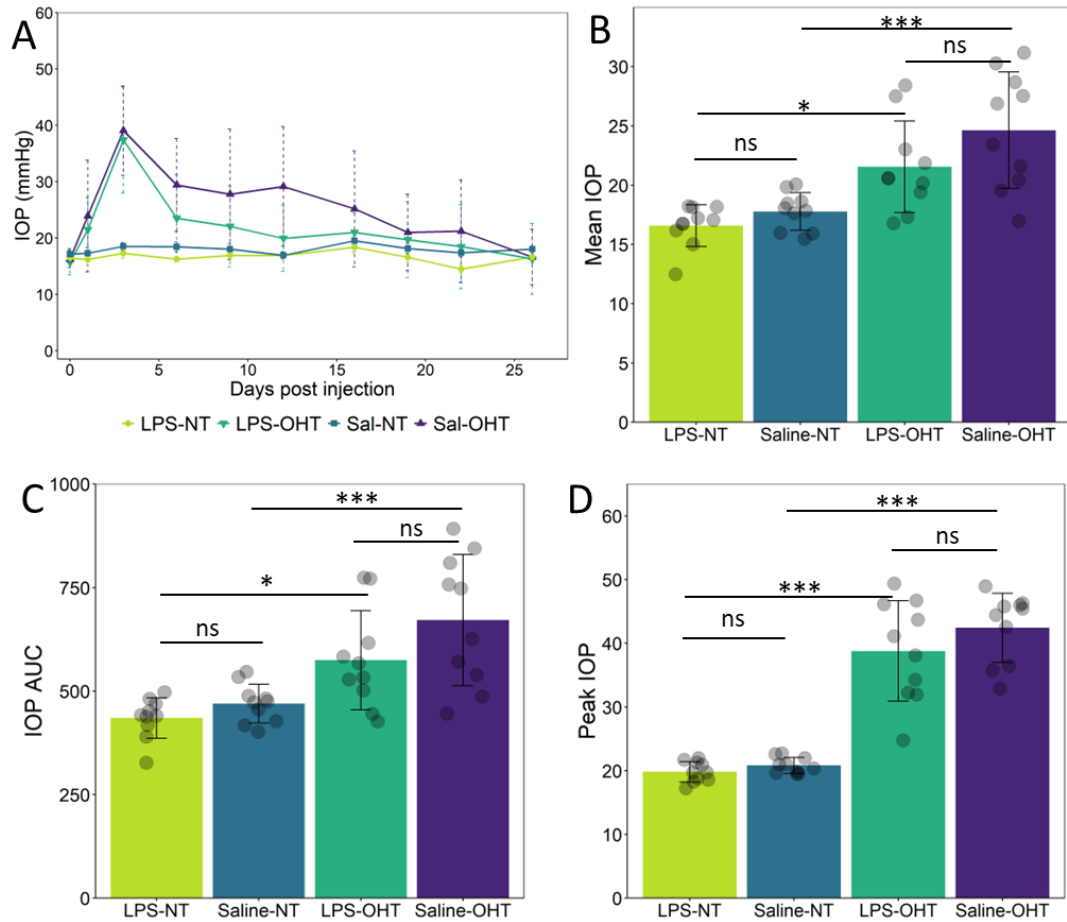 A
IOP (mmHg)
60
50
40
30
20
10
0
0 5 10 15 20 25
Days post injection
LPS-NT LPS-OHT Sal-NT Sal-OHT
B
Mean IOP
30
25
20
15
10
5
0
***
ns
*
ns
LPS-NT Saline-NT LPS-OHT Saline-OHT
C
IOP AUC
1000
750
500
250
0
***
ns
*
ns
LPS-NT Saline-NT LPS-OHT Saline-OHT
D
Peak IOP
60
50
40
30
20
10
0
***
ns
***
ns
LPS-NT Saline-NT LPS-OHT Saline-OHT